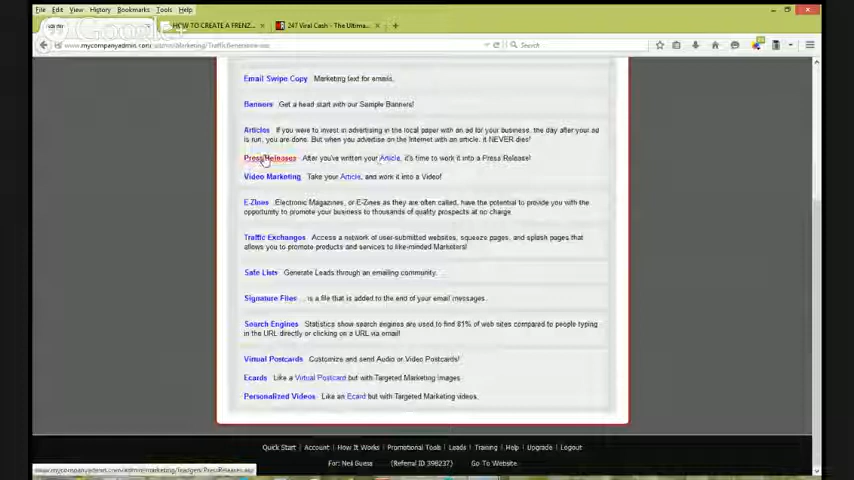 File Edit View History Bookmarks Tools Help
HOW TO CREATE A FRENZ...
247 Viral Cash - The Ultima...
Google+
Search
Email Swipe Copy Marketing text for emails.
Banners Get a head start with our Sample Banners!
Articles If you were to invest in advertising in the local paper with an ad for your business, the day after your ad
is run, you are done. But when you advertise on the Internet with an article, it NEVER dies!
Press Releases After you've written your Article, it's time to work it into a Press Release!
Video Marketing Take your Article, and work it into a Video!
E-Zines Electronic Magazines, or E-Zines as they are often called, have the potential to provide you with the
opportunity to promote your business to thousands of quality prospects at no charge
Traffic Exchanges Access a network of user-submitted websites, squeeze pages, and splash pages that
allows you to promote products and services to like-minded Marketers!
Safe Lists Generate Leads through an emailing community.
Signature Files ... is a file that is added to the end of your email messages.
Search Engines Statistics show search engines are used to find 81% of web sites compared to people typing
in the URL directly or clicking on a URL via email!
Virtual Postcards Customize and send Audio or Video Postcards!
Ecards Like a Virtual Postcard but with Targeted Marketing Images
Personalized Videos Like an Ecard but with Targeted Marketing videos.
Quick Start | Account | How It Works | Promotional Tools | Leads | Training | Help | Upgrade | Logout
For: Neil Guess (Referral ID 398237) Go To Website